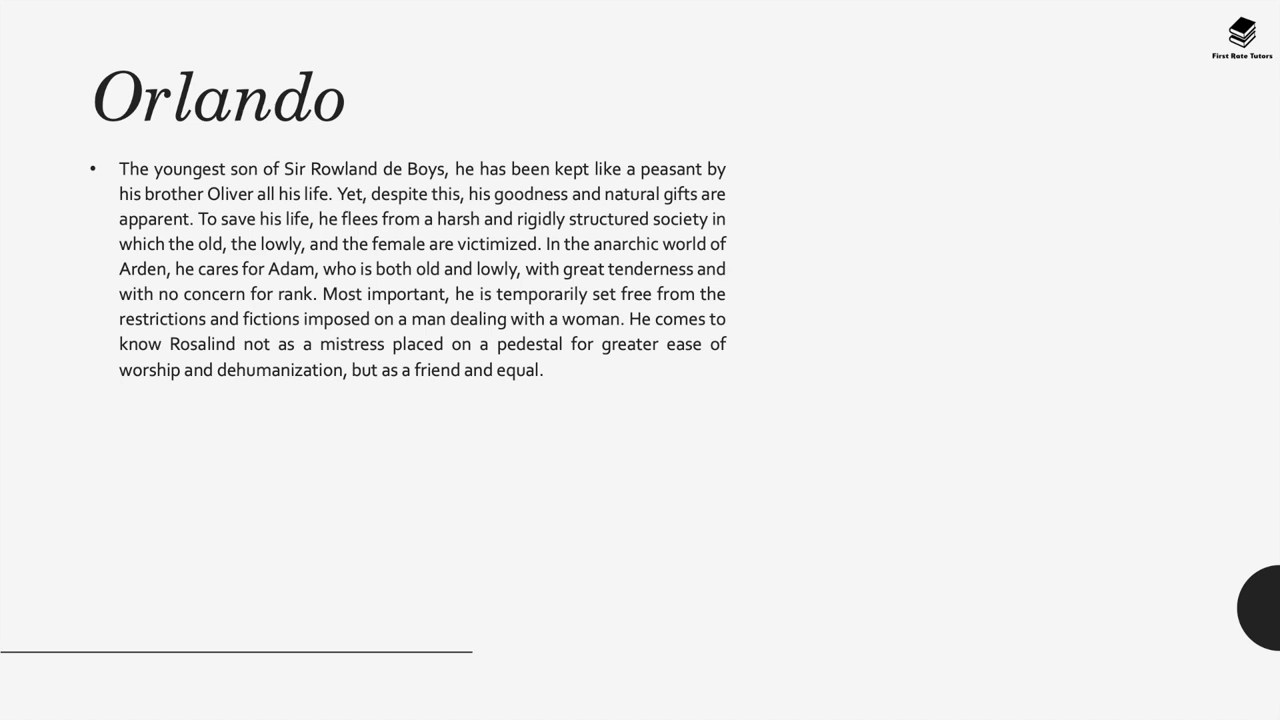 First Rate Tutors
Orlando
• The youngest son of Sir Rowland de Boys, he has been kept like a peasant by
his brother Oliver all his life. Yet, despite this, his goodness and natural gifts are
apparent. To save his life, he flees from a harsh and rigidly structured society in
which the old, the lowly, and the female are victimized. In the anarchic world of
Arden, he cares for Adam, who is both old and lowly, with great tenderness and
with no concern for rank. Most important, he is temporarily set free from the
restrictions and fictions imposed on a man dealing with a woman. He comes to
know Rosalind not as a mistress placed on a pedestal for greater ease of
worship and dehumanization, but as a friend and equal.